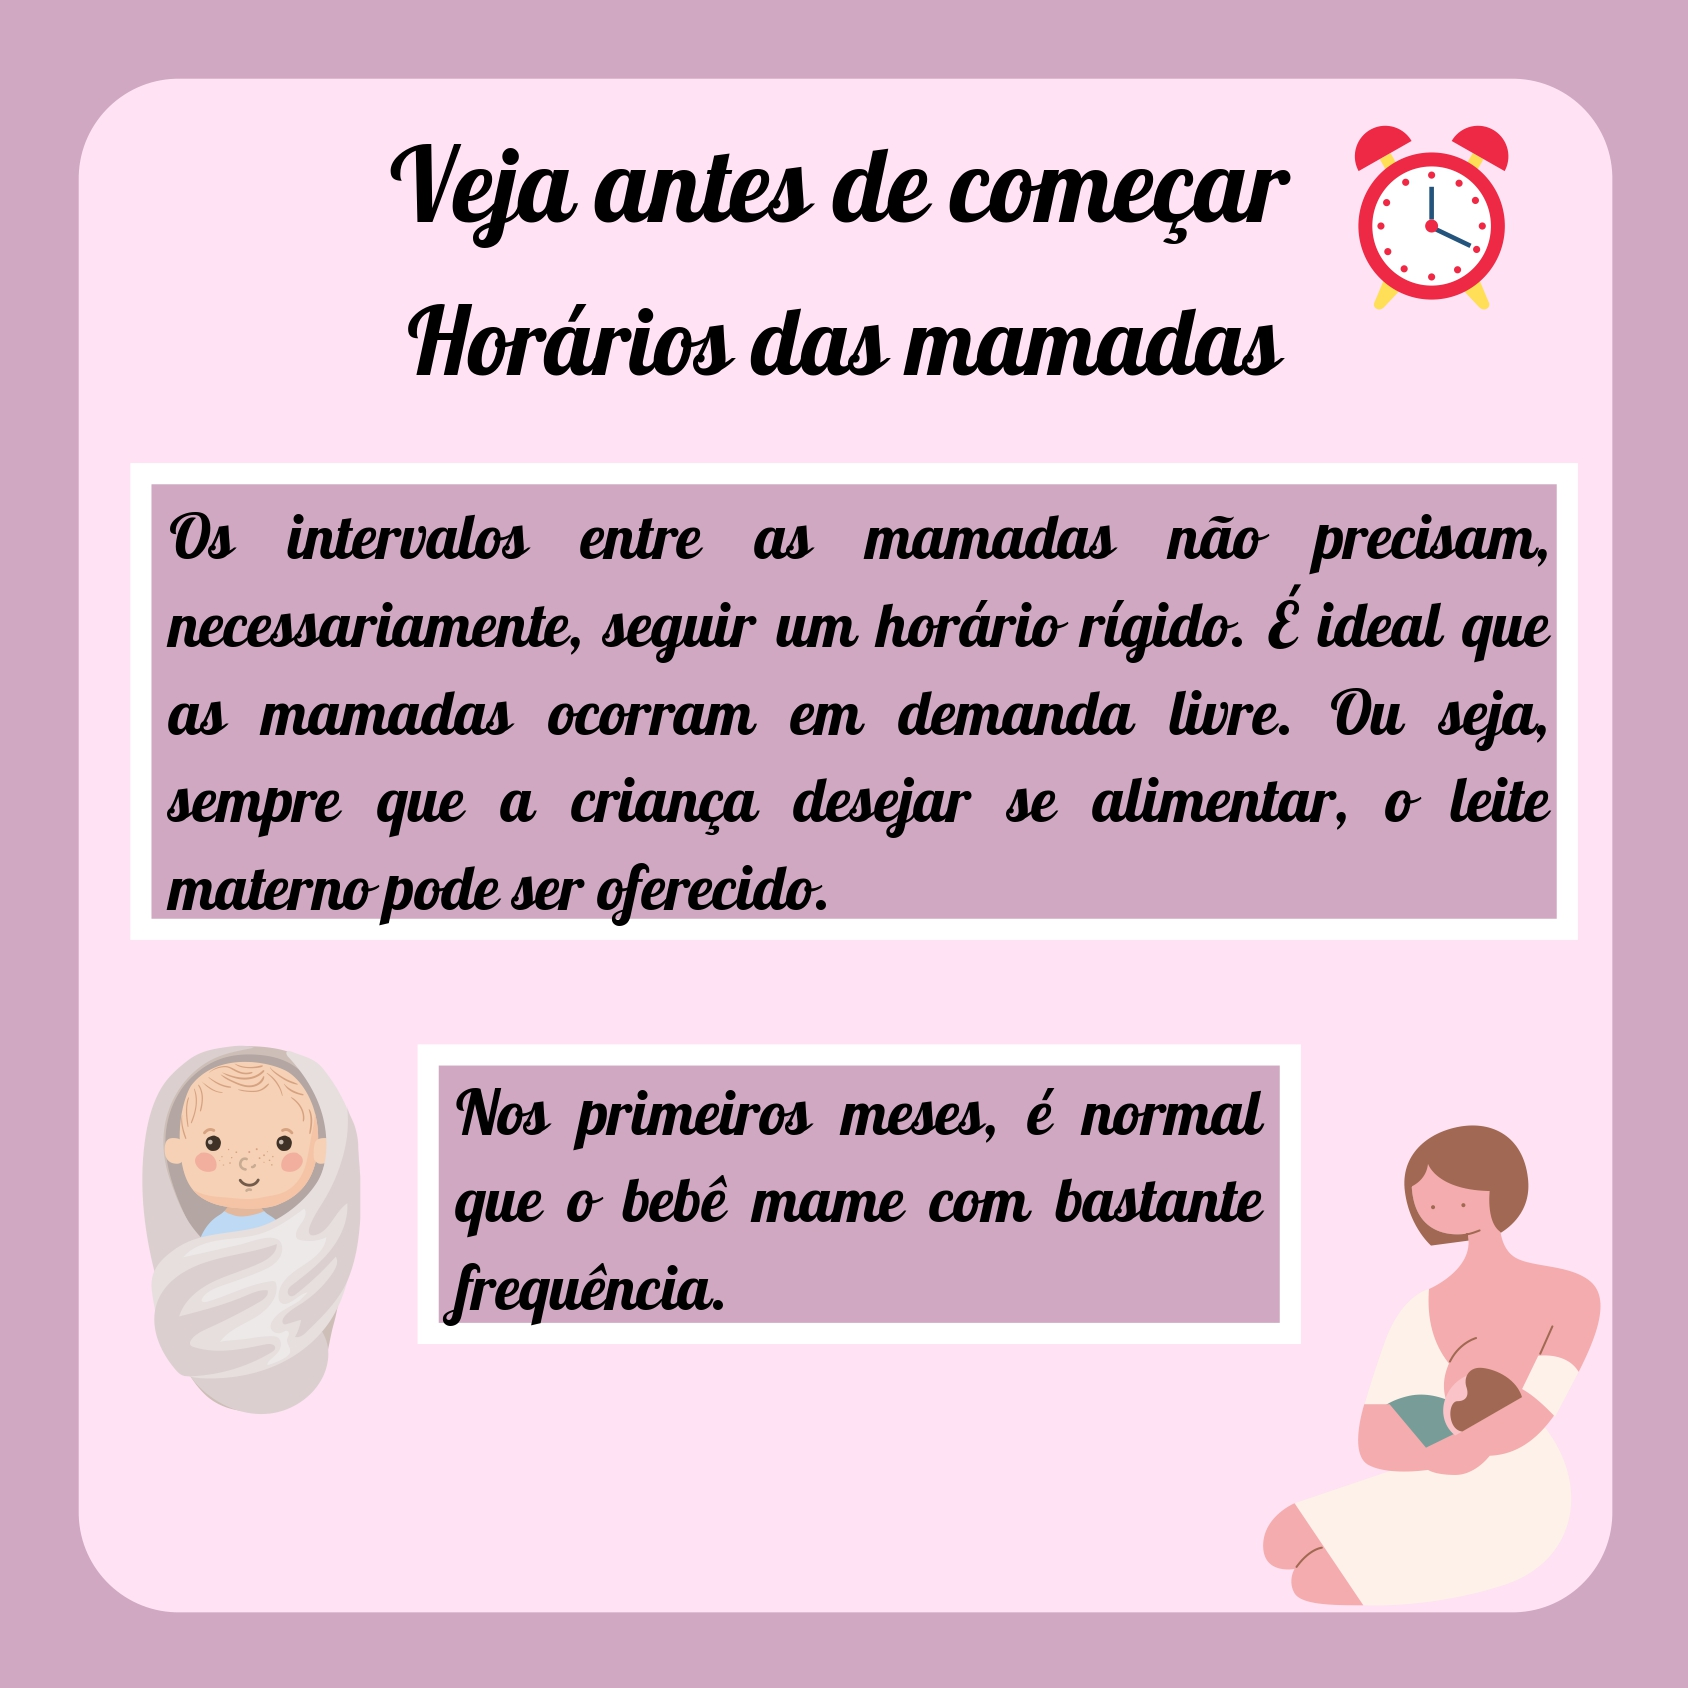 Veja antes de começar
Horários das mamadas
Os intervalos entre as mamadas não precisam,
necessariamente, seguir um horário rígido. É ideal que
as mamadas ocorram em demanda livre. Ou seja,
sempre que a criança desejar se alimentar, o leite
materno pode ser oferecido.
Nos primeiros meses, é normal
que o bebê mame com bastante
frequência.